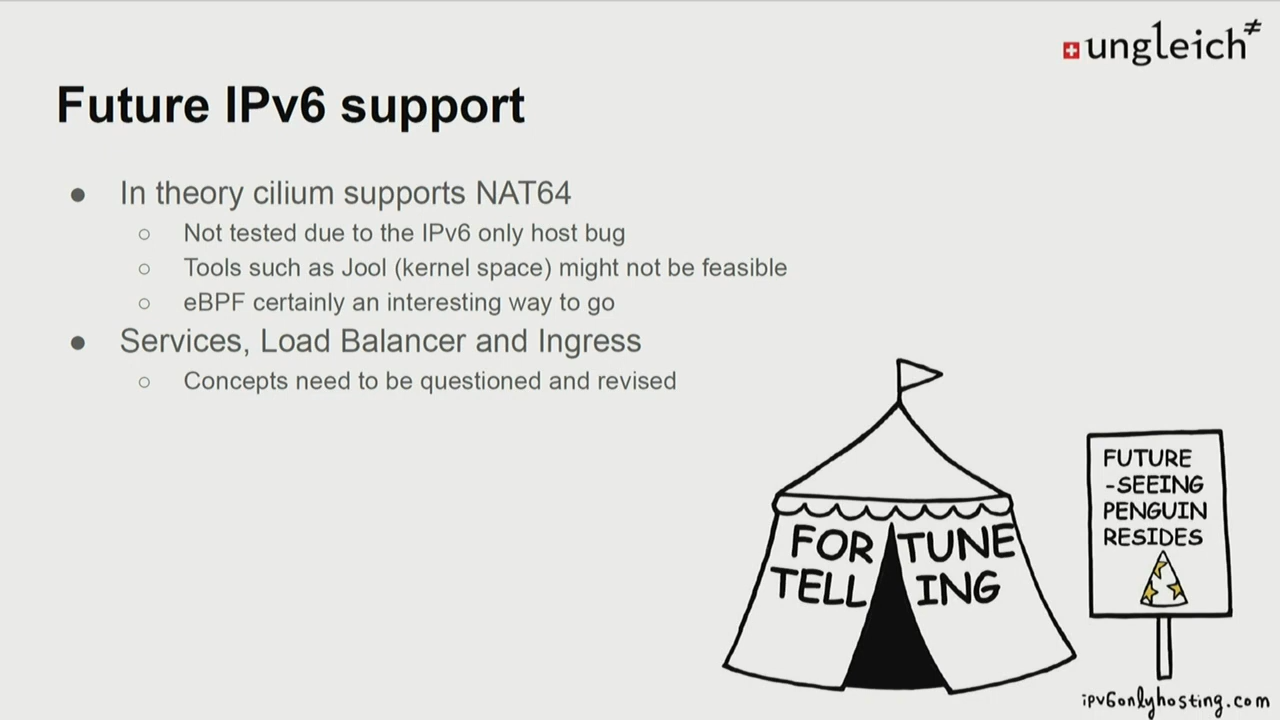 ungleich≠
Future IPv6 support
● In theory cilium supports NAT64
○ Not tested due to the IPv6 only host bug
○ Tools such as Jool (kernel space) might not be feasible
○ eBPF certainly an interesting way to go
● Services, Load Balancer and Ingress
○ Concepts need to be questioned and revised
FORTUNE
TELLING
FUTURE
-SEEING
PENGUIN
RESIDES
ipv6onlyhosting.com